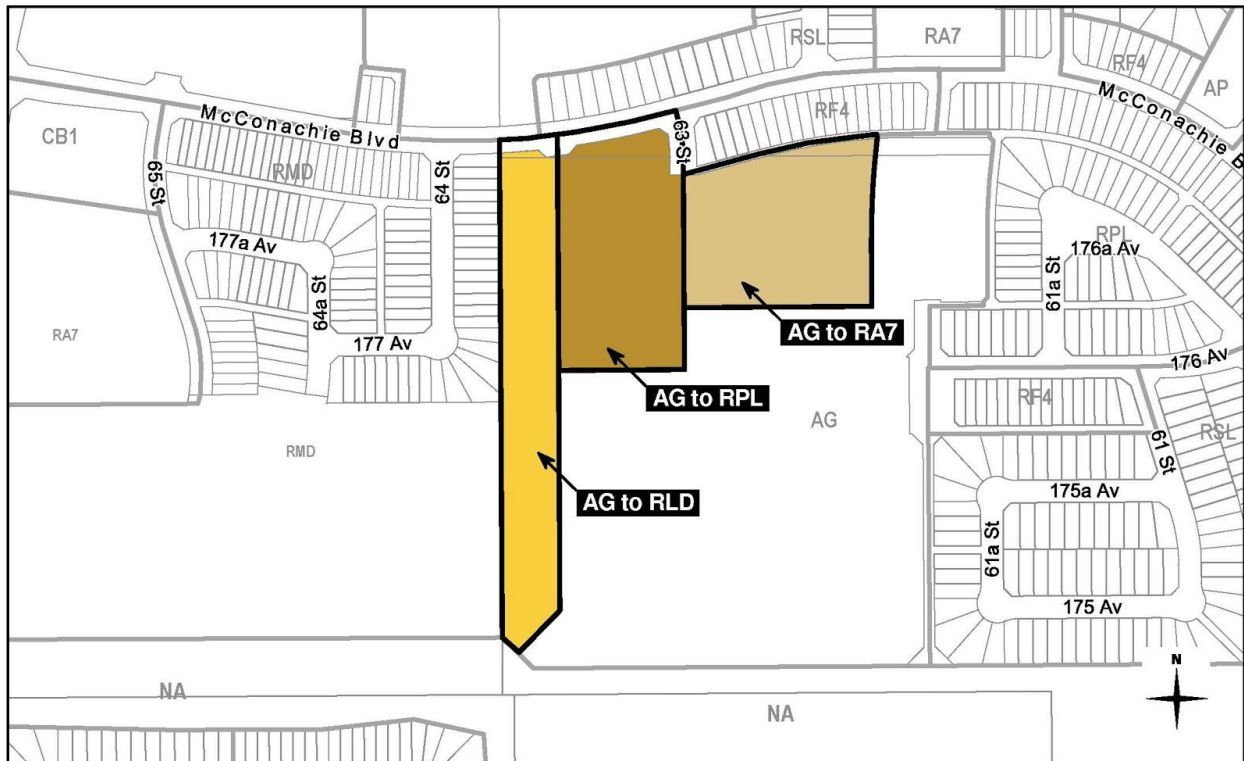 RSL
RA7
RF4
AP
McConachie Blvd
McConachie B
CB1
65 St
RMD
64 St
63 St
RF4
177a Av
64a St
177 Av
RA7
RPL
176a Av
61a St
176 Av
AG to RA7
AG to RPL
AG
RF4
RSL
61 St
RMD
AG to RLD
175a Av
61a St
175 Av
N
NA
NA